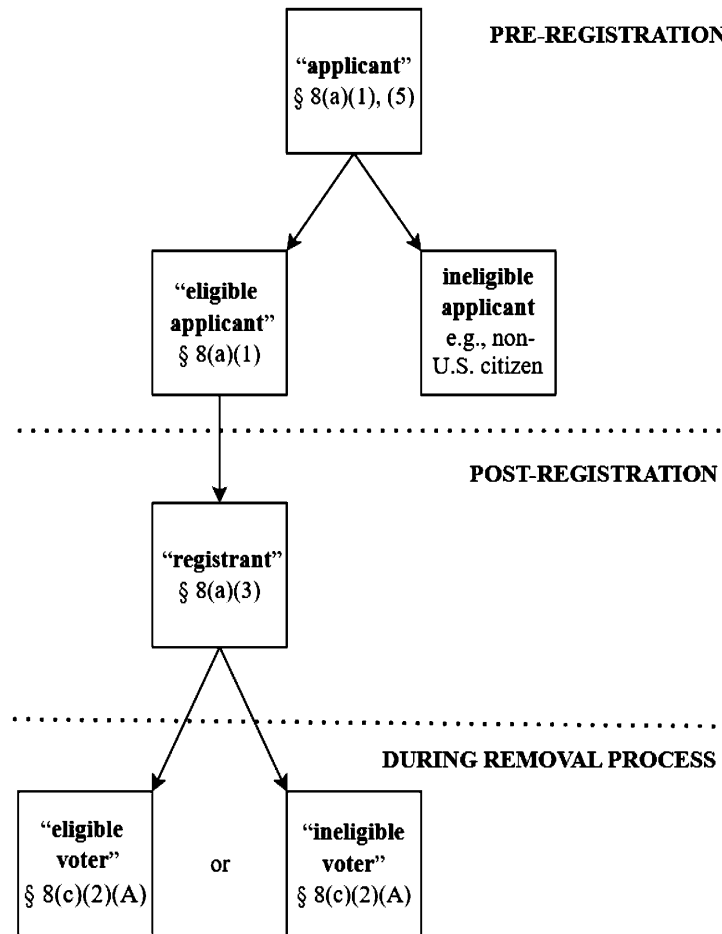 PRE-REGISTRATION
“applicant”
§ 8(a)(1), (5)
“eligible
applicant”
§ 8(a)(1)
ineligible
applicant
e.g., non-
U.S. citizen
POST-REGISTRATION
“registrant”
§ 8(a)(3)
DURING REMOVAL PROCESS
“eligible
voter”
§ 8(c)(2)(A)
or
“ineligible
voter”
§ 8(c)(2)(A)